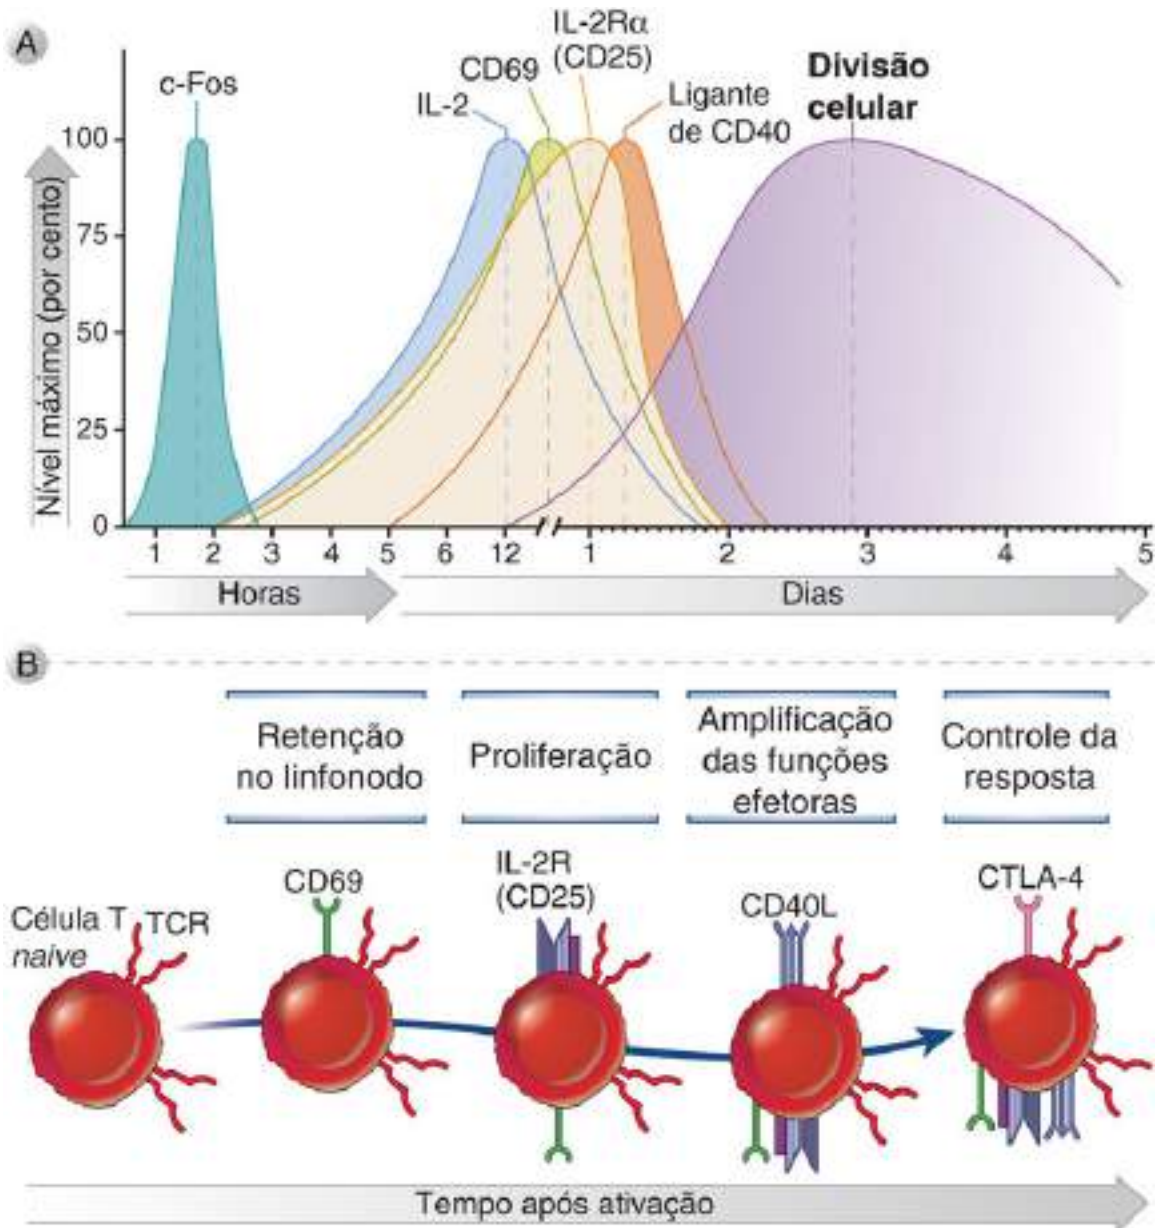 A
c-Fos
IL-2
CD69
IL-2Rα
(CD25)
Ligante
de CD40
Divisão
celular
Nível máximo (por cento)
100
75
50
25
0
1 2 3 4 5 6 12 1 2 3 4 5
Horas
Dias
B
Retenção
no linfonodo
Proliferação
Amplificação
das funções
efetoras
Controle da
resposta
Célula T
naive
TCR
CD69
IL-2R
(CD25)
CD40L
CTLA-4
Tempo após ativação